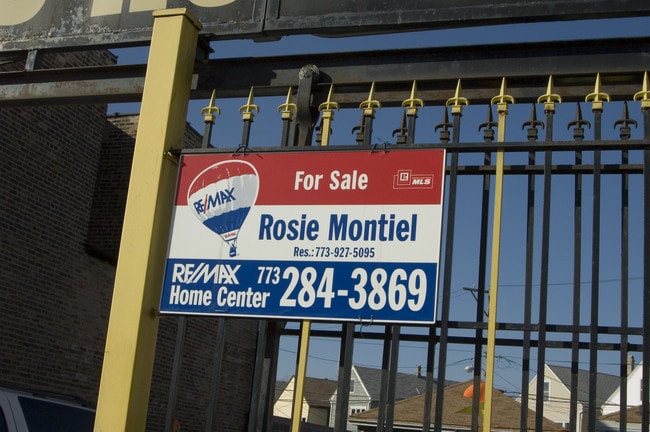 For Sale
MLS
RE/MAX
Rosie Montiel
Res.: 773-927-5095
RE/MAX
Home Center
773 284-3869